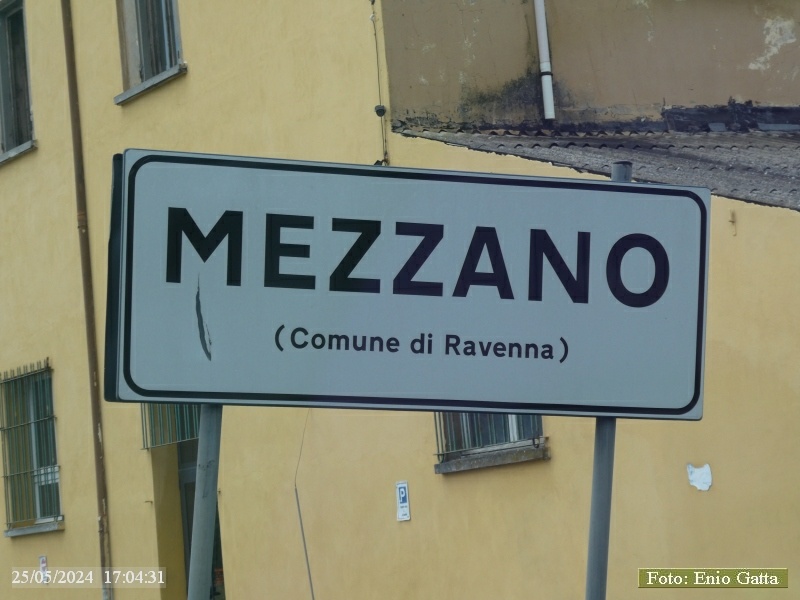 MEZZANO
(Comune di Ravenna)
P
25/05/2024 17:04:31
Foto: Enio Gatta